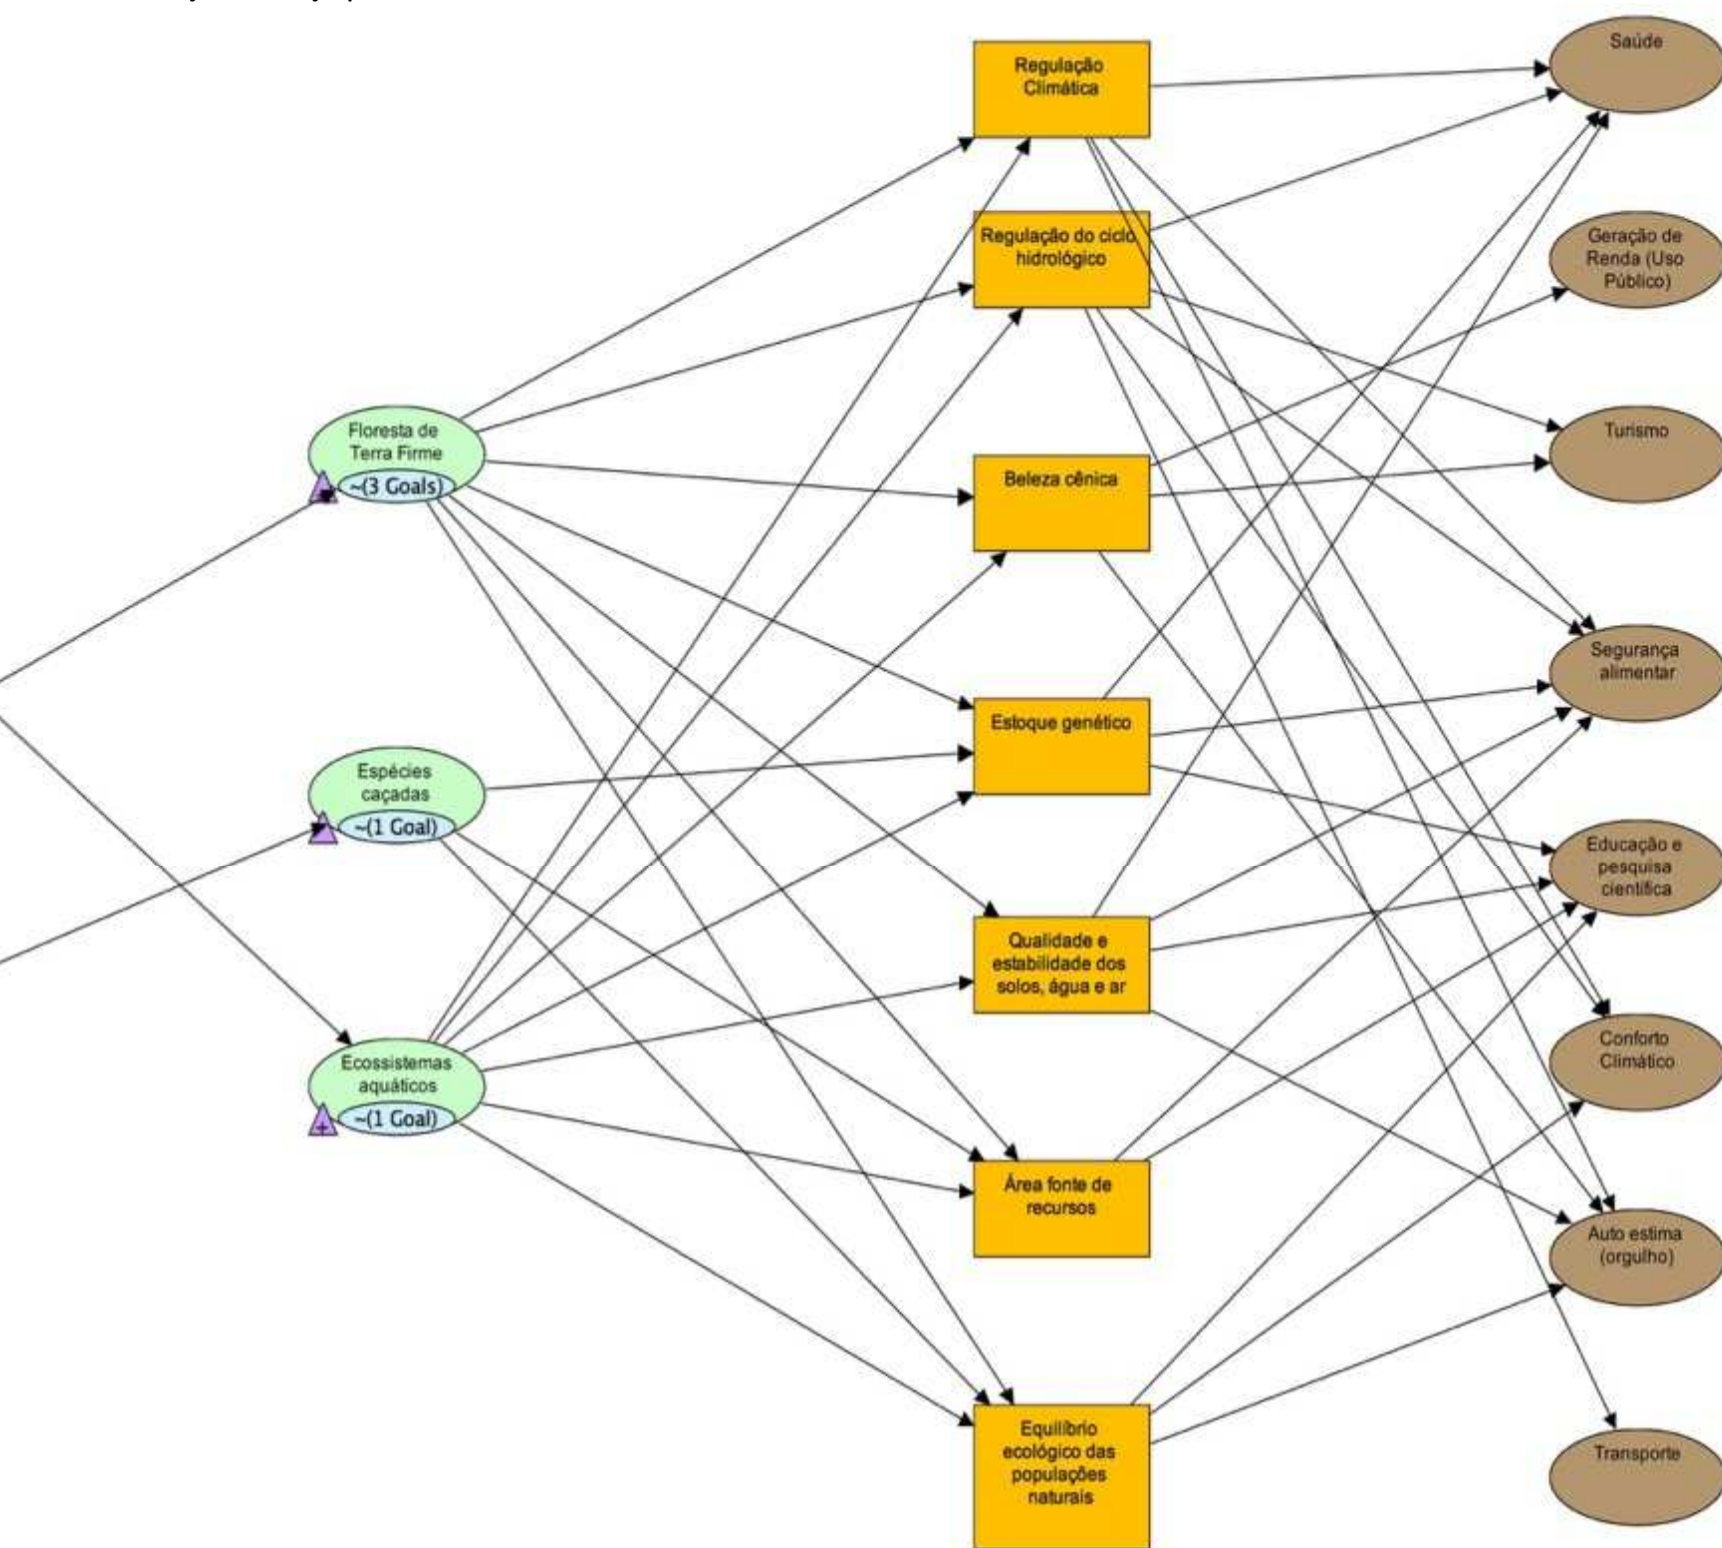 Floresta de
Terra Firme
~(3 Goals)
Espécies
caçadas
~(1 Goal)
Ecossistemas
aquáticos
~(1 Goal)
Regulação
Climática
Regulação do ciclo
hidrológico
Beleza cênica
Estoque genético
Qualidade e
estabilidade dos
solos, água e ar
Área fonte de
recursos
Equilíbrio
ecológico das
populações
naturais
Saúde
Geração de
Renda (Uso
Público)
Turismo
Segurança
alimentar
Educação e
pesquisa
científica
Conforto
Climático
Auto estima
(orgulho)
Transporte